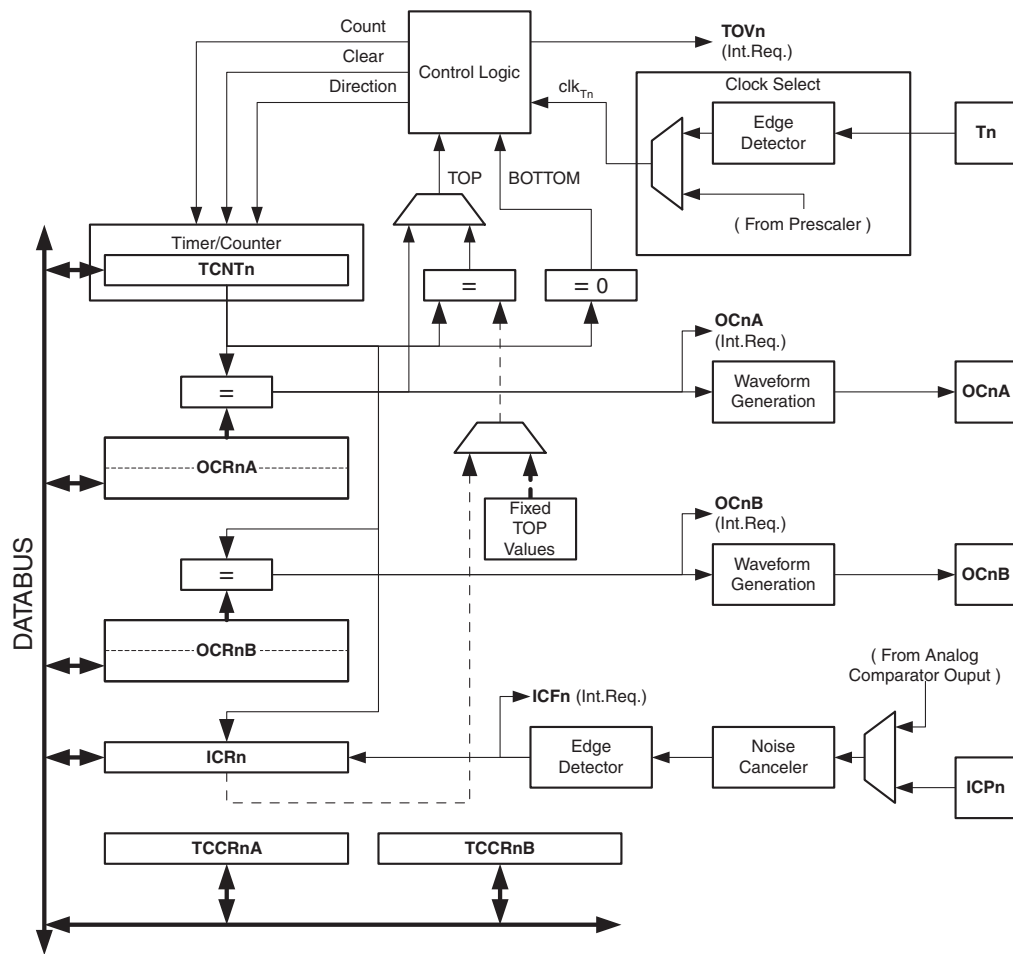 Count
Clear
Direction
Control Logic
TOVn
(Int.Req.)
clkTn
Clock Select
Edge
Detector
Tn
( From Prescaler )
TOP
BOTTOM
Timer/Counter
TCNTn
=
= 0
OCnA
(Int.Req.)
=
Waveform
Generation
OCnA
OCRnA
Fixed
TOP
Values
OCnB
(Int.Req.)
=
Waveform
Generation
OCnB
DATABUS
OCRnB
( From Analog
Comparator Ouput )
ICFn (Int.Req.)
ICRn
Edge
Detector
Noise
Canceler
ICPn
TCCRnA
TCCRnB